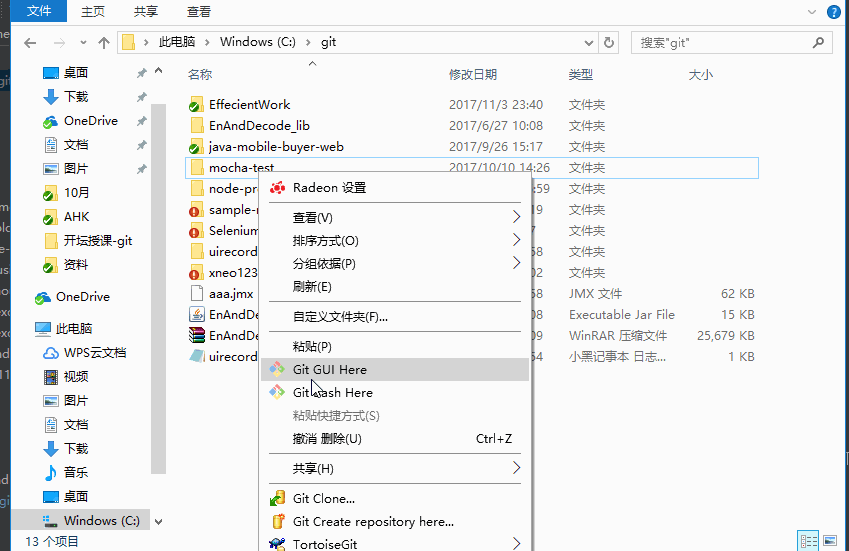 文件 主页 共享 查看
此电脑 Windows (C:) git 搜索"git"
名称 修改日期 类型 大小
桌面
下载
OneDrive
文档
图片
10月
AHK
开坛授课-git
资料
OneDrive
此电脑
WPS云文档
视频
图片
文档
下载
音乐
桌面
Windows (C:)
EffecientWork 2017/11/3 23:40 文件夹
EnAndDecode_lib 2017/6/27 10:08 文件夹
java-mobile-buyer-web 2017/9/26 15:17 文件夹
mocha-test 2017/10/10 14:26 文件夹
node-pr :59 文件夹
sample-r 19 文件夹
Selenium 7 文件夹
uirecord 58 文件夹
xneo123 02 文件夹
aaa.jmx 58 JMX 文件 62 KB
EnAndDe 50 Executable Jar File 15 KB
EnAndDe 09 WinRAR 压缩文件 25,679 KB
uirecord 54 小黑记事本 日志... 1 KB
Radeon 设置
查看(V)
排序方式(O)
分组依据(P)
刷新(E)
自定义文件夹(F)...
粘贴(P)
Git GUI Here
Git Bash Here
粘贴快捷方式(S)
撤消 删除(U) Ctrl+Z
共享(H)
Git Clone...
Git Create repository here...
TortoiseGit
13 个项目